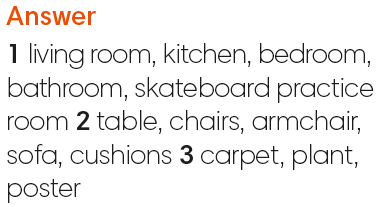 Answer
1 living room, kitchen, bedroom,
bathroom, skateboard practice
room 2 table, chairs, armchair,
sofa, cushions 3 carpet, plant,
poster